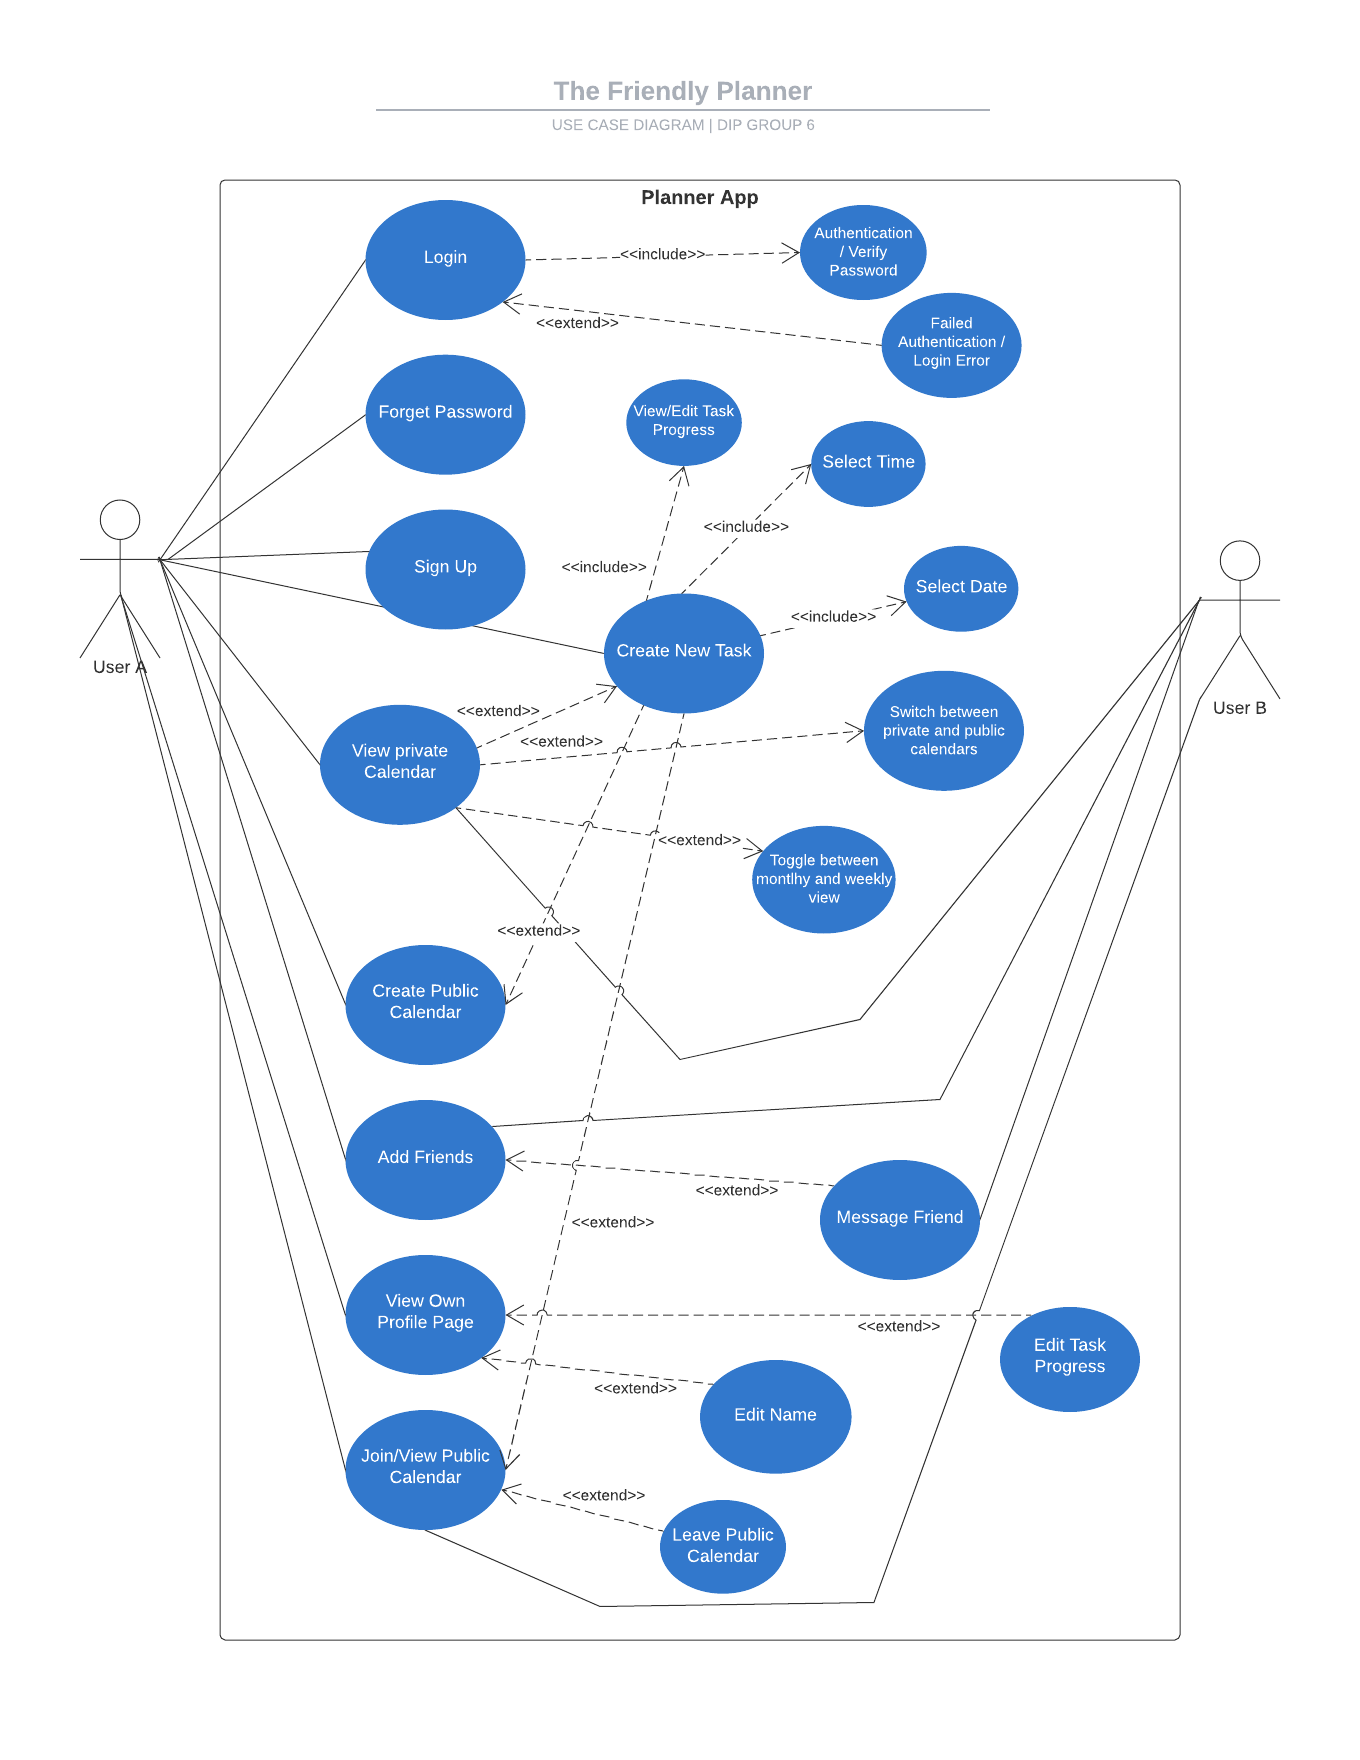 The Friendly Planner
USE CASE DIAGRAM | DIP GROUP 6
Planner App
Login
<<include>>
Authentication
/ Verify
Password
<<extend>>
Failed
Authentication /
Login Error
Forget Password
View/Edit Task
Progress
Select Time
<<include>>
Sign Up
<<include>>
Select Date
<<include>>
Create New Task
User A
User B
<<extend>>
<<extend>>
View private
Calendar
Switch between
private and public
calendars
<<extend>>
Toggle between
montlhy and weekly
view
<<extend>>
Create Public
Calendar
Add Friends
<<extend>>
Message Friend
<<extend>>
View Own
Profile Page
<<extend>>
Edit Task
Progress
<<extend>>
Edit Name
Join/View Public
Calendar
<<extend>>
Leave Public
Calendar